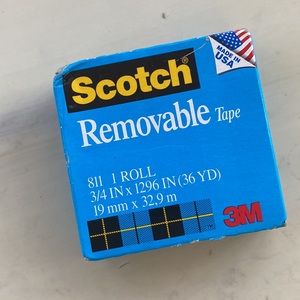 MADE IN
USA
Scotch
Removable Tape
811 1 ROLL
3/4 IN x 1296 IN (36 YD)
19 mm x 32,9 m
3M